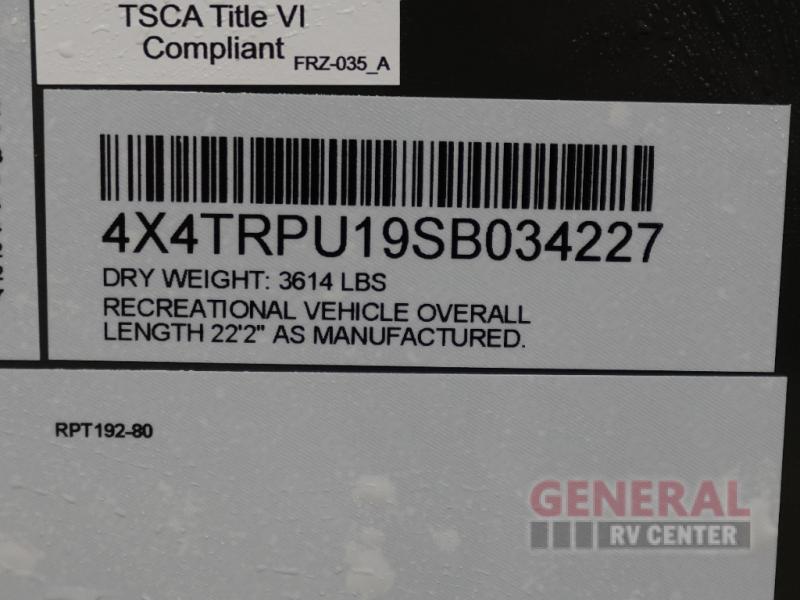 TSCA Title VI
Compliant FRZ-035_A
4X4TRPU19SB034227
DRY WEIGHT: 3614 LBS
RECREATIONAL VEHICLE OVERALL
LENGTH 22'2" AS MANUFACTURED.
RPT192-80
GENERAL
RV CENTER